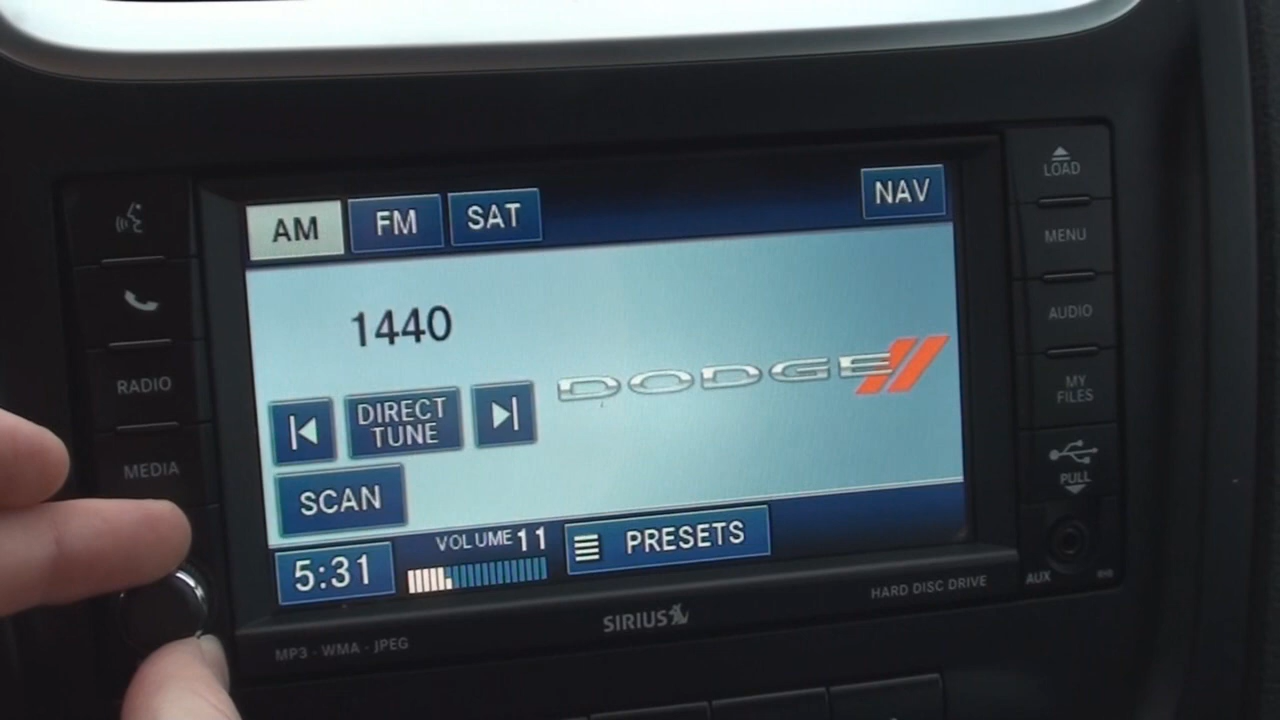 AM FM SAT NAV
1440
DIRECT
TUNE
SCAN
5:31 VOLUME 11 PRESETS
DODGE
RADIO
MEDIA
LOAD
MENU
AUDIO
MY
FILES
PULL
AUX
MP3 - WMA - JPEG
SIRIUS
HARD DISC DRIVE